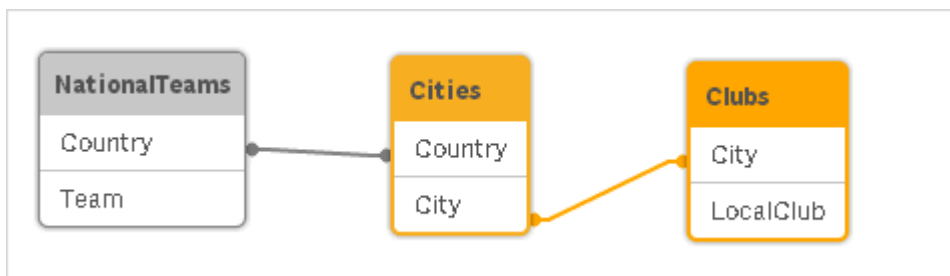 NationalTeams
Country
Team
Cities
Country
City
Clubs
City
LocalClub